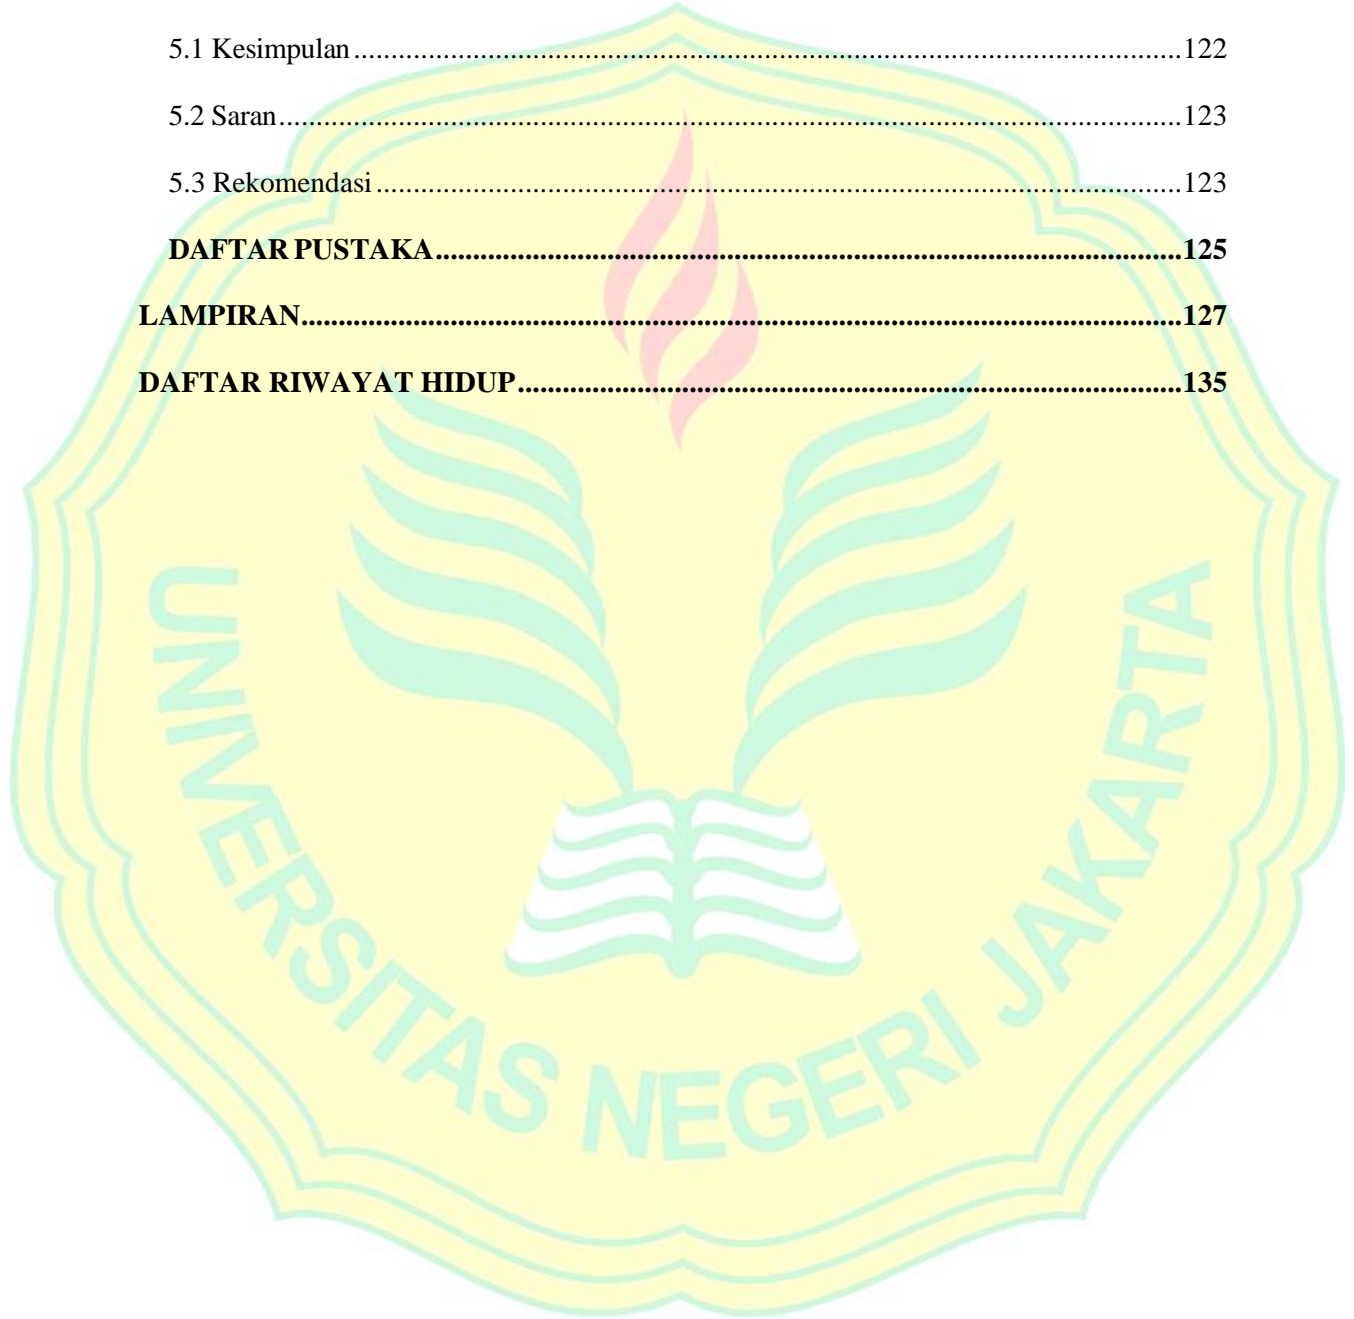 5.1 Kesimpulan ........................................................................................................ 122
5.2 Saran ................................................................................................................. 123
5.3 Rekomendasi ..................................................................................................... 123
DAFTAR PUSTAKA ............................................................................................. 125
LAMPIRAN ............................................................................................................ 127
DAFTAR RIWAYAT HIDUP ................................................................................. 135
UNIVERSITAS NEGERI JAKARTA